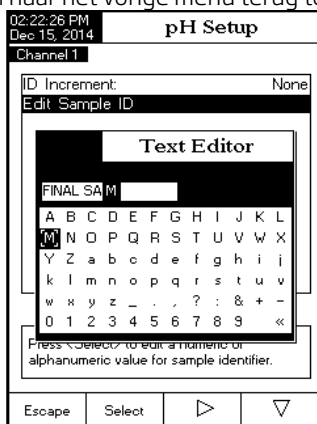 naar het vorige menu terug t
02:22:26 PM
Dec 15, 2014
pH Setup
Channel 1
ID Increment: None
Edit Sample ID
Text Editor
FINAL SAM
A B C D E F G H I J K L
[M] N O P Q R S T U V W X
Y Z a b c d e f g h i j
k l m n o p q r s t u v
w x y z _ . , ? : & + -
0 1 2 3 4 5 6 7 8 9 «
Press <Select> to edit a numeric or
alphanumeric value for sample identifier.
Escape Select ▷ ▽